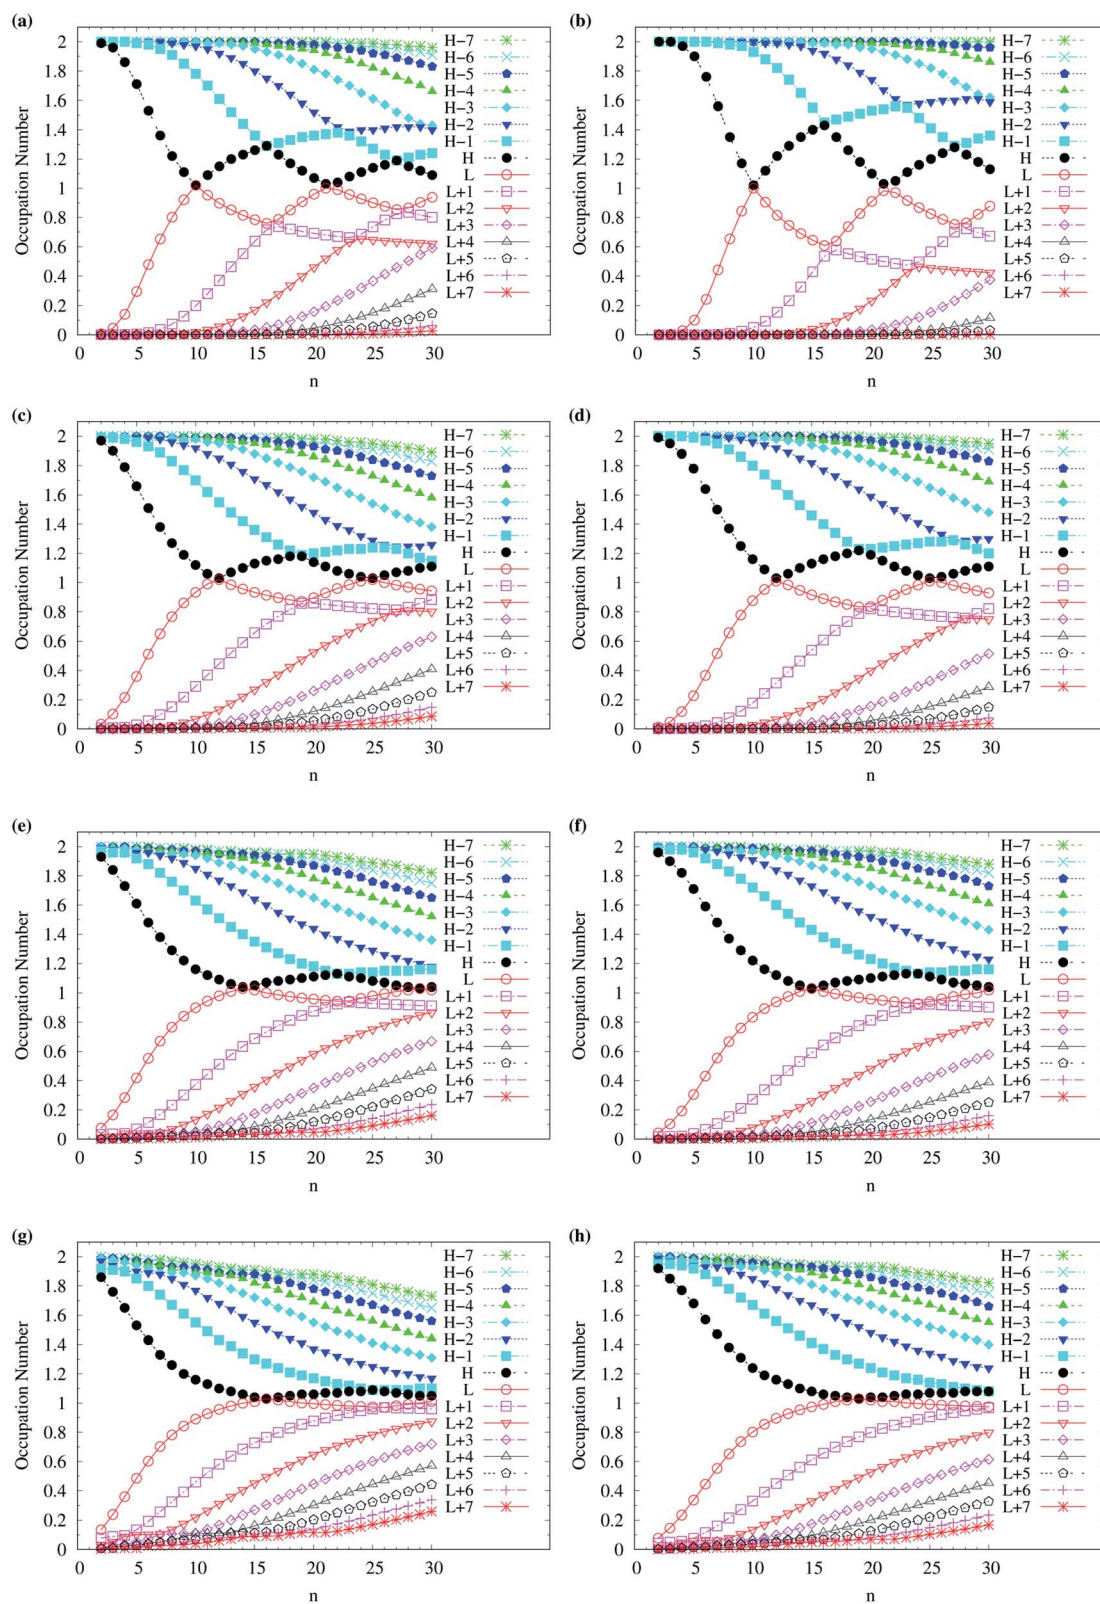 (a)
Occupation Number
2
1.8
1.6
1.4
1.2
1
0.8
0.6
0.4
0.2
0
0 5 10 15 20 25 30
n
H−7
H−6
H−5
H−4
H−3
H−2
H−1
H
L
L+1
L+2
L+3
L+4
L+5
L+6
L+7
(b)
Occupation Number
2
1.8
1.6
1.4
1.2
1
0.8
0.6
0.4
0.2
0
0 5 10 15 20 25 30
n
H−7
H−6
H−5
H−4
H−3
H−2
H−1
H
L
L+1
L+2
L+3
L+4
L+5
L+6
L+7
(c)
Occupation Number
2
1.8
1.6
1.4
1.2
1
0.8
0.6
0.4
0.2
0
0 5 10 15 20 25 30
n
H−7
H−6
H−5
H−4
H−3
H−2
H−1
H
L
L+1
L+2
L+3
L+4
L+5
L+6
L+7
(d)
Occupation Number
2
1.8
1.6
1.4
1.2
1
0.8
0.6
0.4
0.2
0
0 5 10 15 20 25 30
n
H−7
H−6
H−5
H−4
H−3
H−2
H−1
H
L
L+1
L+2
L+3
L+4
L+5
L+6
L+7
(e)
Occupation Number
2
1.8
1.6
1.4
1.2
1
0.8
0.6
0.4
0.2
0
0 5 10 15 20 25 30
n
H−7
H−6
H−5
H−4
H−3
H−2
H−1
H
L
L+1
L+2
L+3
L+4
L+5
L+6
L+7
(f)
Occupation Number
2
1.8
1.6
1.4
1.2
1
0.8
0.6
0.4
0.2
0
0 5 10 15 20 25 30
n
H−7
H−6
H−5
H−4
H−3
H−2
H−1
H
L
L+1
L+2
L+3
L+4
L+5
L+6
L+7
(g)
Occupation Number
2
1.8
1.6
1.4
1.2
1
0.8
0.6
0.4
0.2
0
0 5 10 15 20 25 30
n
H−7
H−6
H−5
H−4
H−3
H−2
H−1
H
L
L+1
L+2
L+3
L+4
L+5
L+6
L+7
(h)
Occupation Number
2
1.8
1.6
1.4
1.2
1
0.8
0.6
0.4
0.2
0
0 5 10 15 20 25 30
n
H−7
H−6
H−5
H−4
H−3
H−2
H−1
H
L
L+1
L+2
L+3
L+4
L+5
L+6
L+7